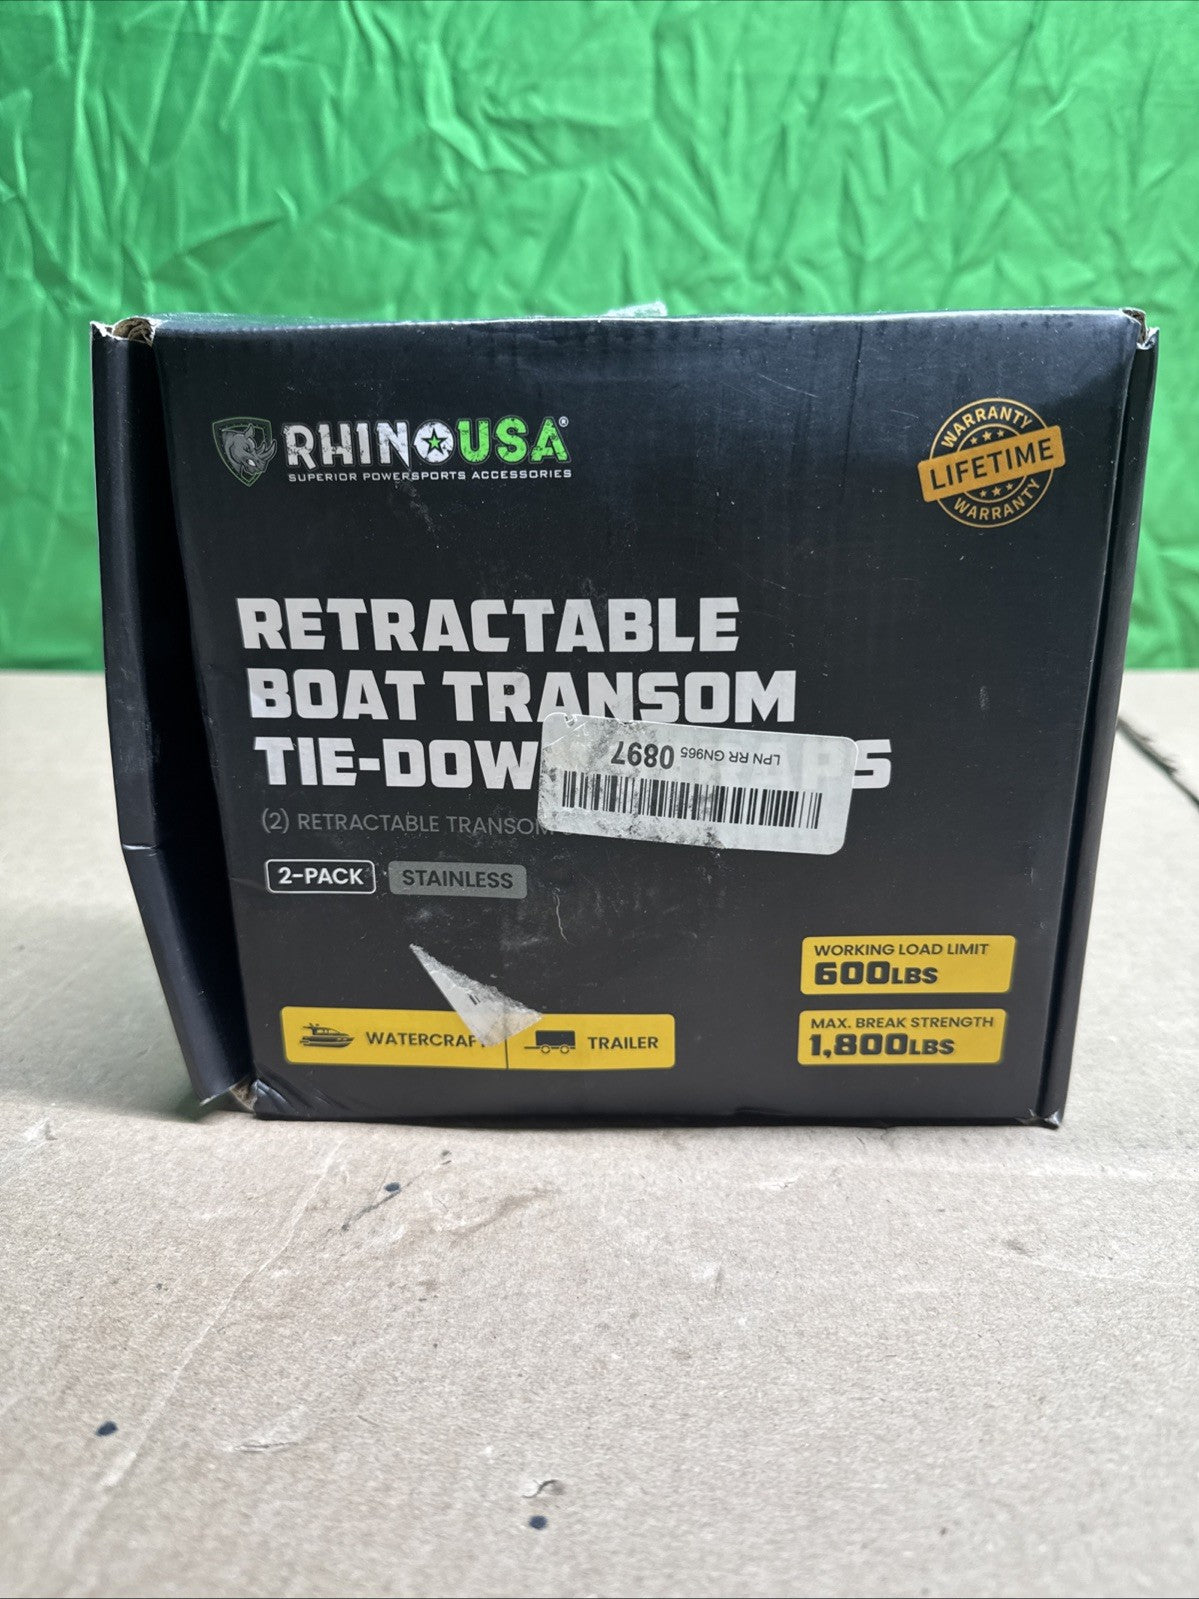 RHINOUSA®
SUPERIOR POWERSPORTS ACCESSORIES
WARRANTY
LIFETIME
WARRANTY
RETRACTABLE
BOAT TRANSOM
TIE-DOW
LPN RR GN965 0897
(2) RETRACTABLE TRANSOM
2-PACK STAINLESS
WORKING LOAD LIMIT
600LBS
WATERCRAF TRAILER
MAX. BREAK STRENGTH
1,800LBS